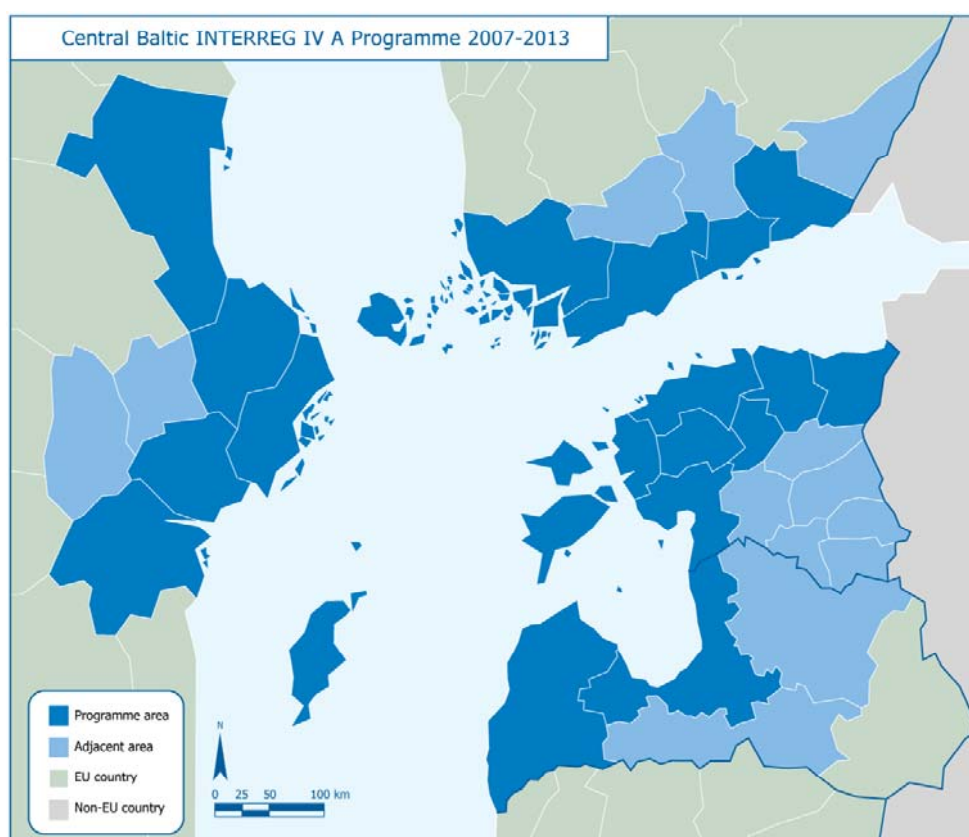 Central Baltic INTERREG IV A Programme 2007-2013
Programme area
Adjacent area
EU country
Non-EU country
N
0 25 50 100 km